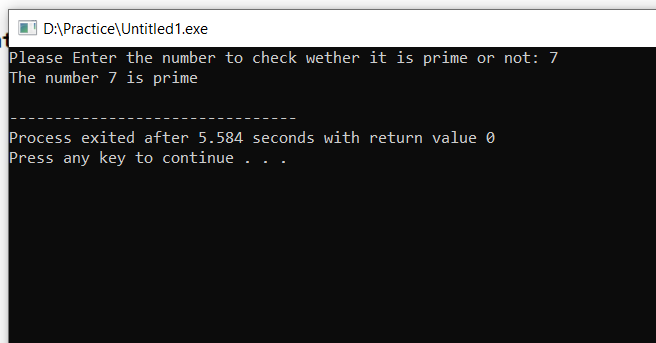 D:\Practice\Untitled1.exe
Please Enter the number to check wether it is prime or not: 7
The number 7 is prime
--------------------------------
Process exited after 5.584 seconds with return value 0
Press any key to continue . . .